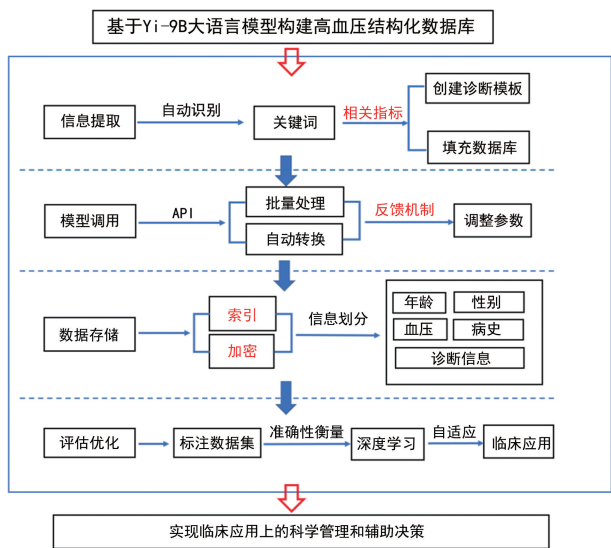 基于Yi-9B大语言模型构建高血压结构化数据库
信息提取
自动识别
关键词
相关指标
创建诊断模板
填充数据库
模型调用
API
批量处理
自动转换
反馈机制
调整参数
数据存储
索引
加密
信息划分
年龄
性别
血压
病史
诊断信息
评估优化
标注数据集
准确性衡量
深度学习
自适应
临床应用
实现临床应用上的科学管理和辅助决策